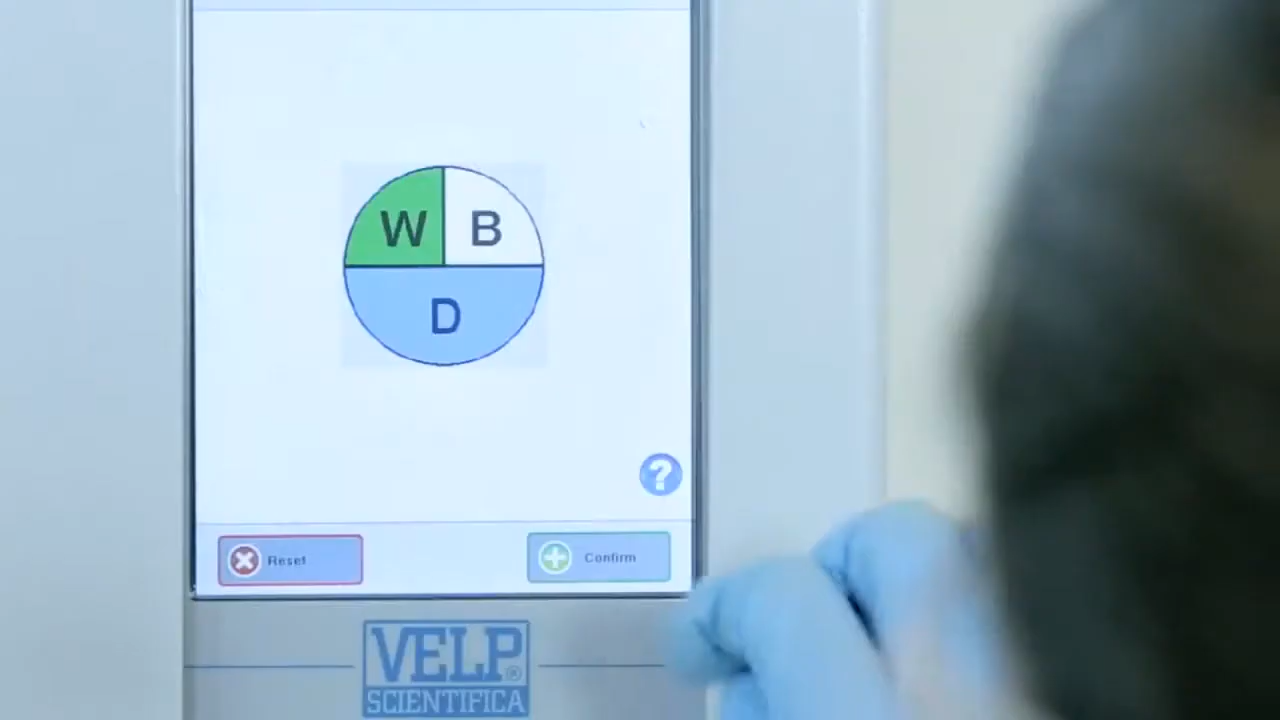 W B
D
?
Reset Confirm
VELP®
SCIENTIFICA